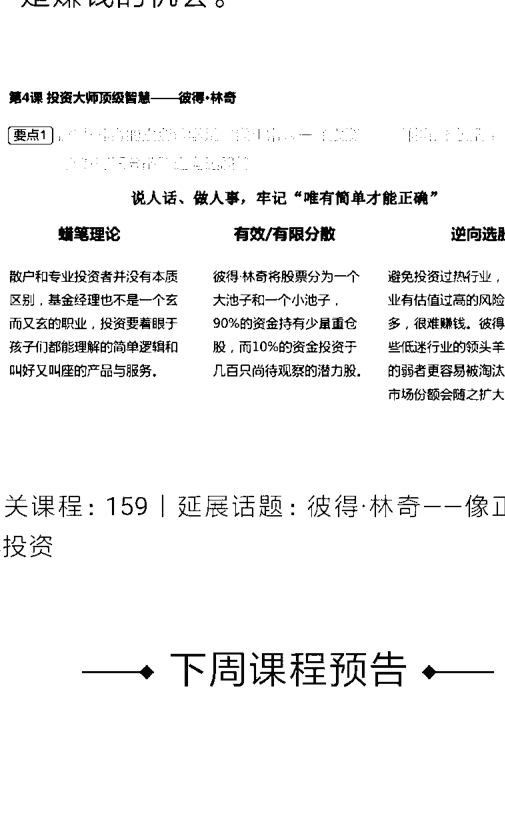 是赚钱的机会。
第4课 投资大师顶级智慧——彼得·林奇
要点1
说人话、做人事，牢记“唯有简单才能正确”
蜡笔理论
散户和专业投资者并没有本质
区别，基金经理也不是一个玄
而又玄的职业，投资要着眼于
孩子们都能理解的简单逻辑和
叫好又叫座的产品与服务。
有效/有限分散
彼得·林奇将股票分为一个
大池子和一个小池子，
90%的资金持有少量重仓
股，而10%的资金投资于
几百只尚待观察的潜力股。
逆向选股
避免投资过热行业，
业有估值过高的风险
多，很难赚钱。彼得
些低迷行业的领头羊
的弱者更容易被淘汰
市场份额会随之扩大
关课程：159丨延展话题：彼得·林奇——像正
投资
下周课程预告